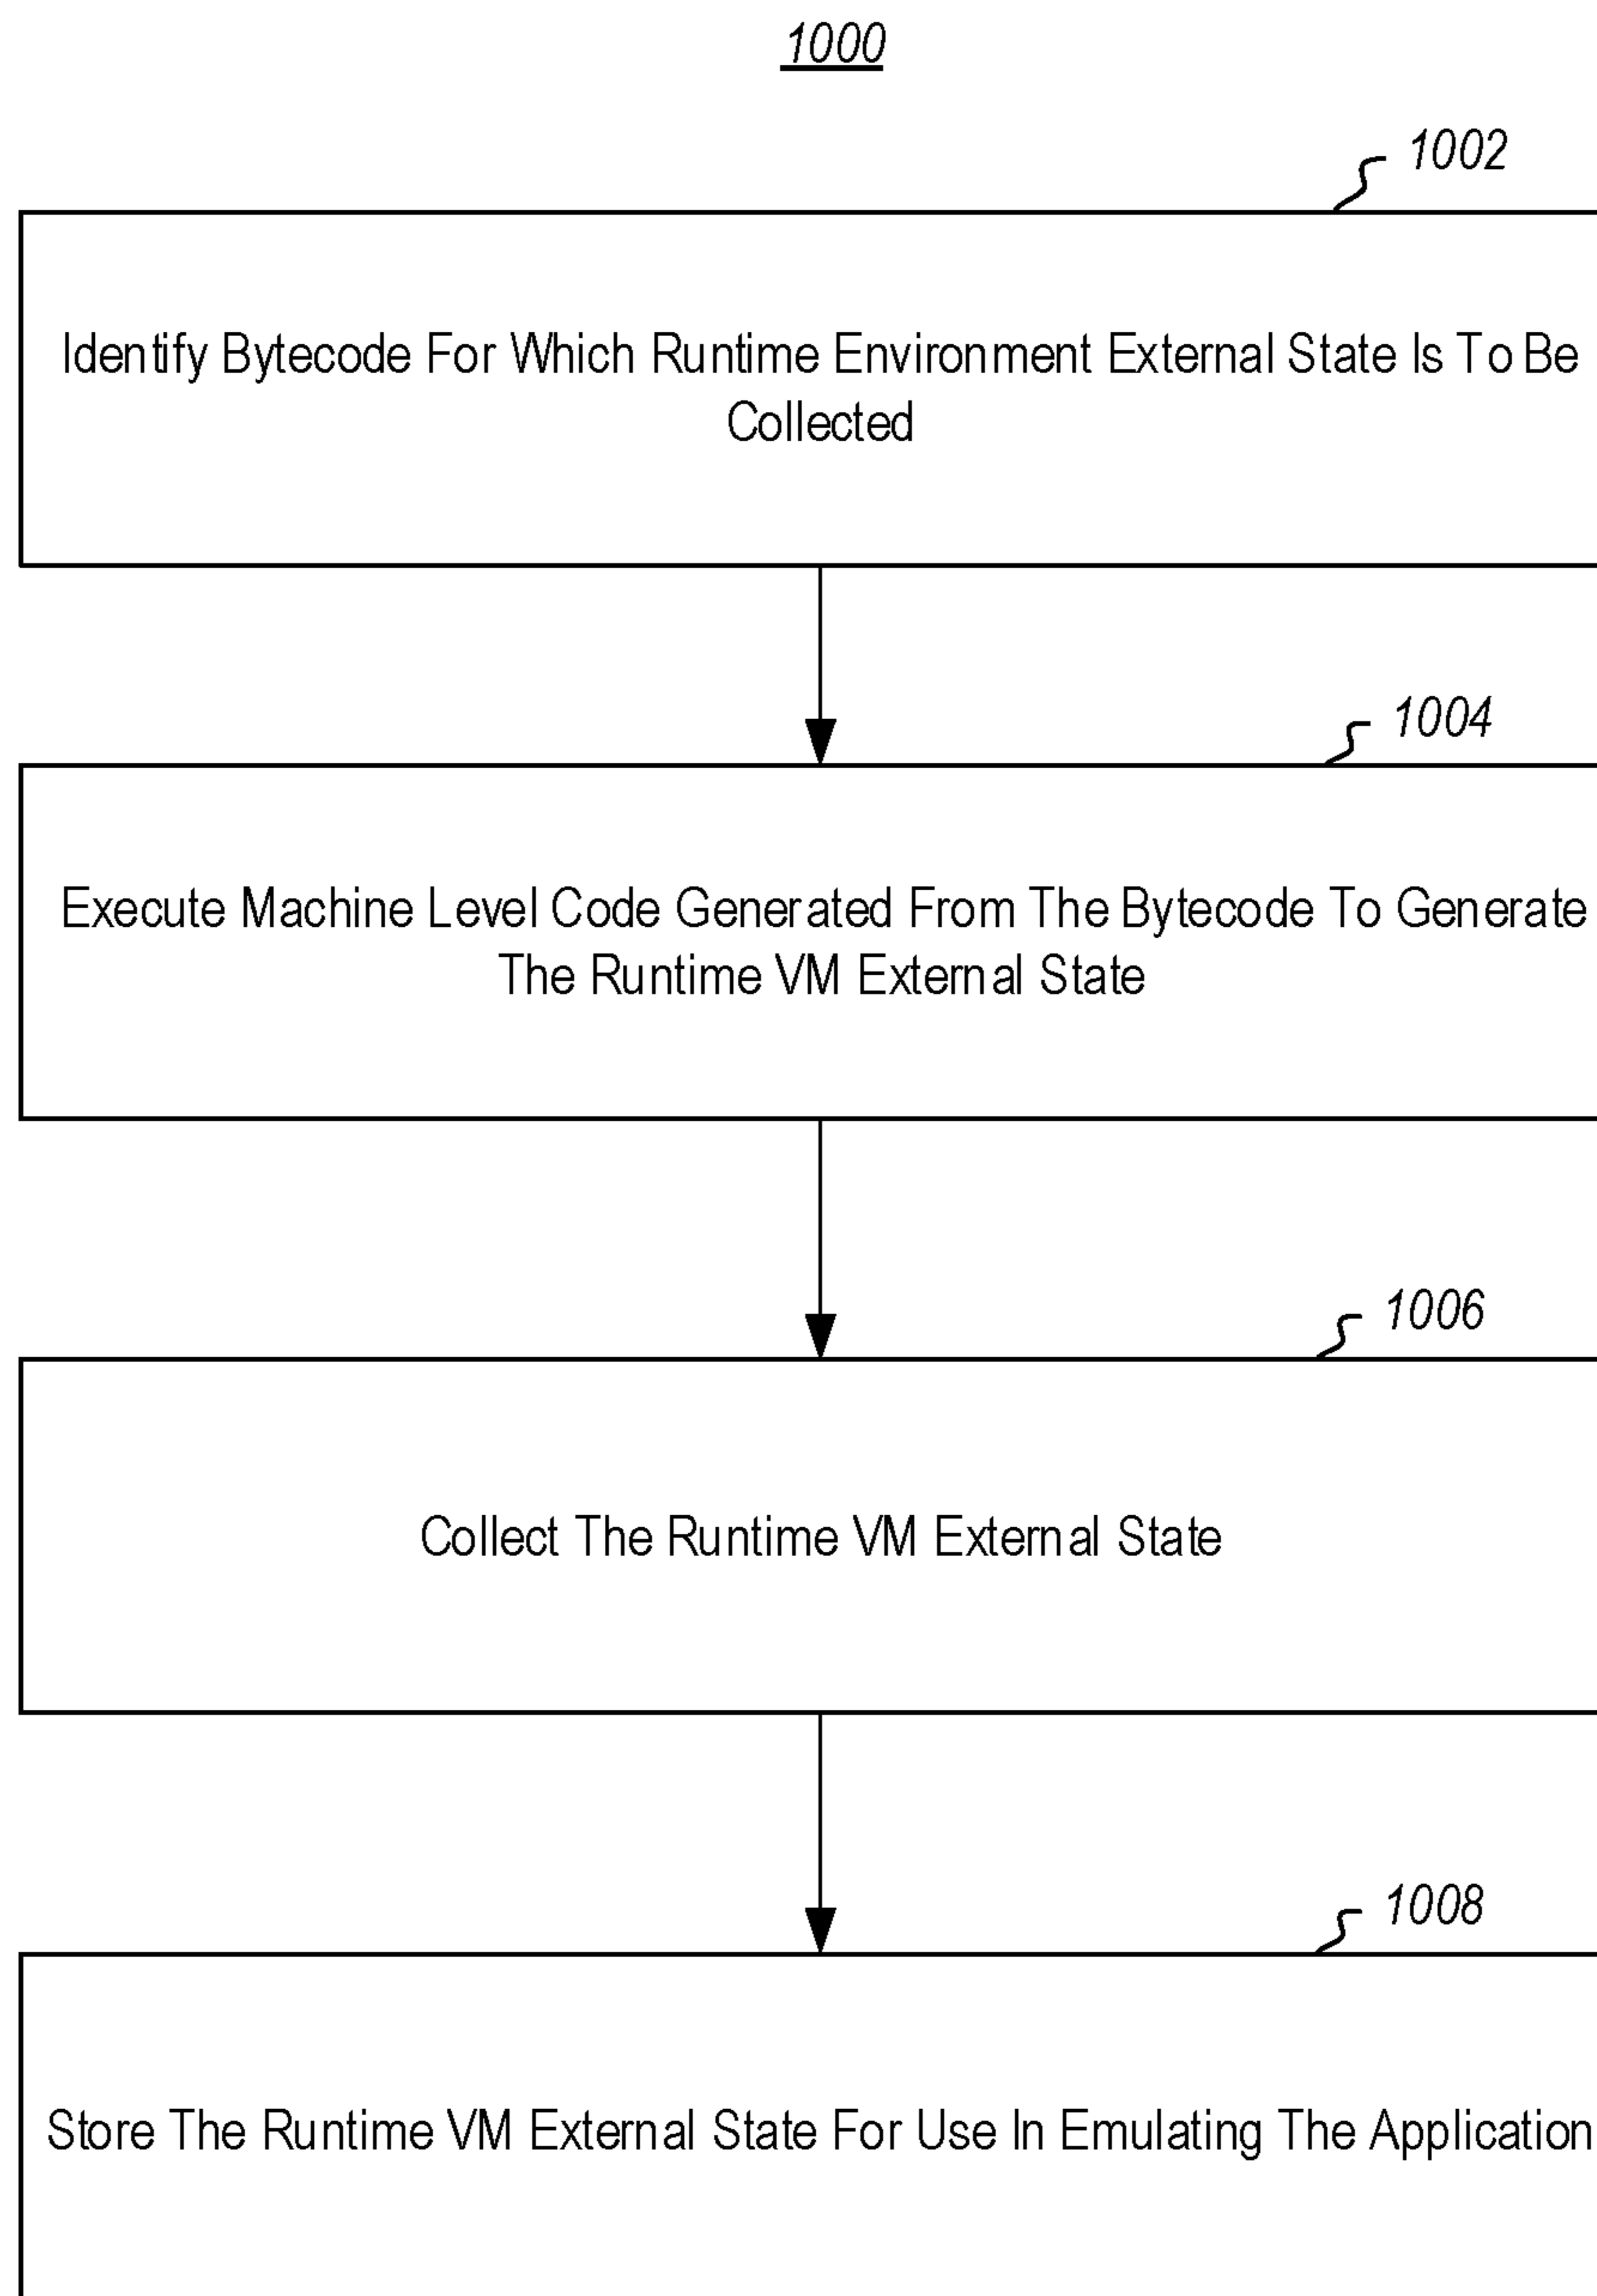 1000
1002
Identify Bytecode For Which Runtime Environment External State Is To Be
Collected
1004
Execute Machine Level Code Generated From The Bytecode To Generate
The Runtime VM External State
1006
Collect The Runtime VM External State
1008
Store The Runtime VM External State For Use In Emulating The Application